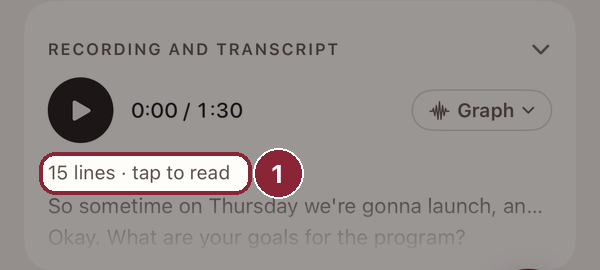 RECORDING AND TRANSCRIPT
0:00 / 1:30
Graph
15 lines · tap to read
1
So sometime on Thursday we're gonna launch, an...
Okay. What are your goals for the program?